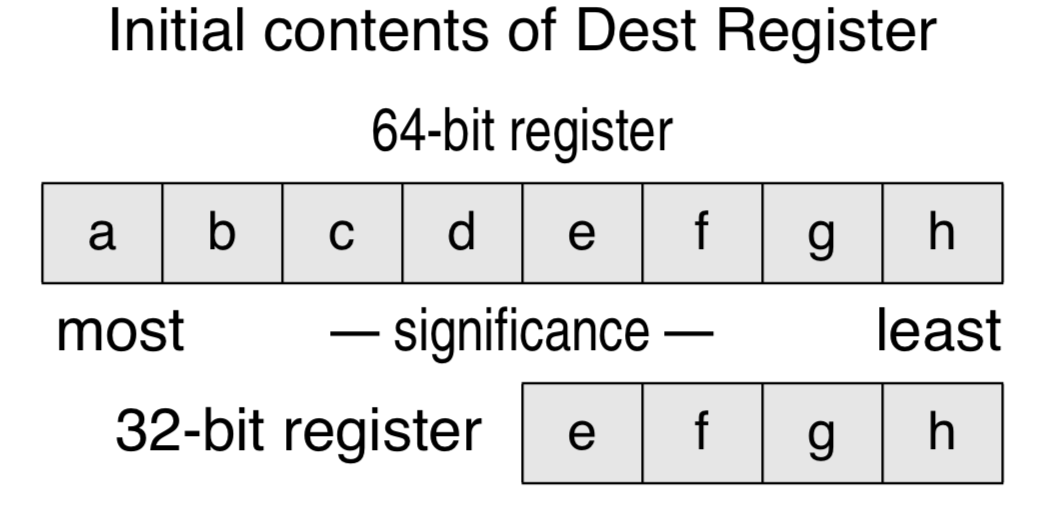 Initial contents of Dest Register
64-bit register
a b c d e f g h
most — significance — least
32-bit register e f g h